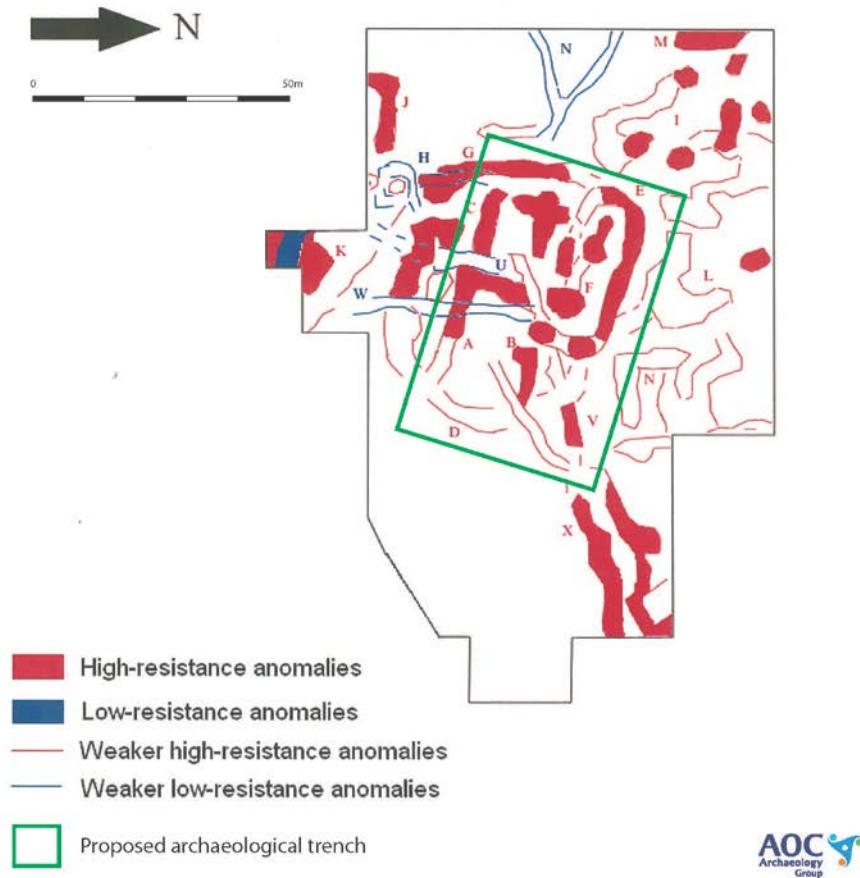 N
0
50m
N
M
J
I
H
G
E
C
K
U
L
F
W
A
B
N
D
V
X
High-resistance anomalies
Low-resistance anomalies
Weaker high-resistance anomalies
Weaker low-resistance anomalies
Proposed archaeological trench
AOC
Archaeology
Group